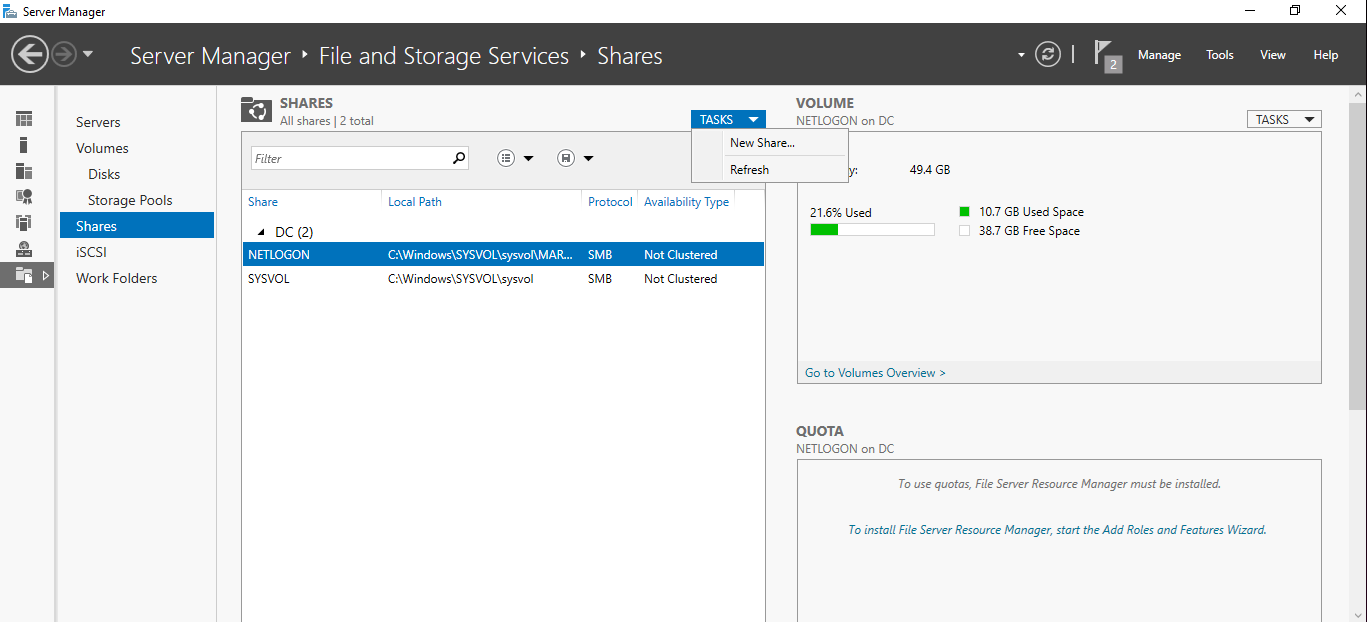 Server Manager
Server Manager ‣ File and Storage Services ‣ Shares
2
Manage Tools View Help
Servers
Volumes
Disks
Storage Pools
Shares
iSCSI
Work Folders
SHARES
All shares | 2 total
TASKS
New Share...
Refresh
Filter
Share Local Path Protocol Availability Type
DC (2)
NETLOGON C:\Windows\SYSVOL\sysvol\MAR... SMB Not Clustered
SYSVOL C:\Windows\SYSVOL\sysvol SMB Not Clustered
VOLUME
NETLOGON on DC
TASKS
y: 49.4 GB
21.6% Used
10.7 GB Used Space
38.7 GB Free Space
Go to Volumes Overview >
QUOTA
NETLOGON on DC
To use quotas, File Server Resource Manager must be installed.
To install File Server Resource Manager, start the Add Roles and Features Wizard.